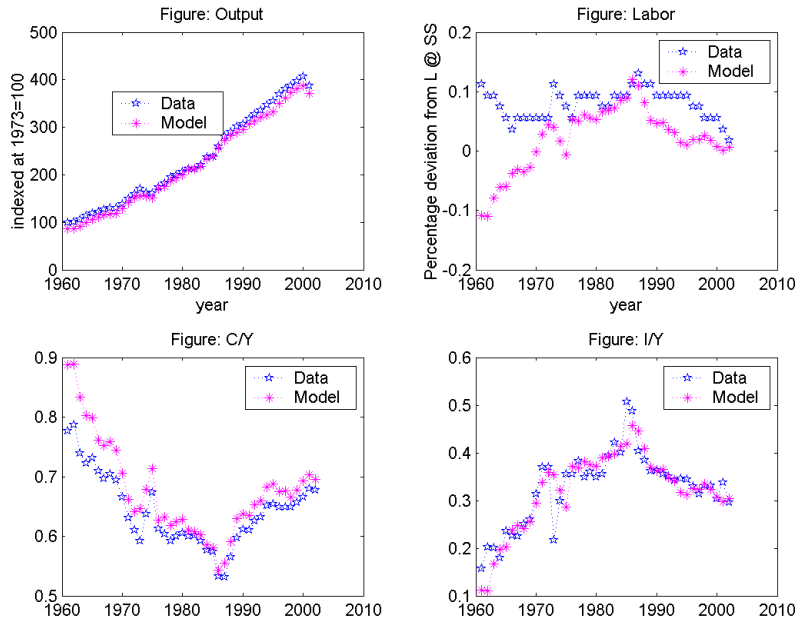 Figure: Output
indexed at 1973=100
500
400
300
200
100
0
Data
Model
1960
1970
1980
1990
2000
2010
year
Figure: Labor
Percentage deviation from L @ SS
0.2
0.1
0
-0.1
-0.2
Data
Model
1960
1970
1980
1990
2000
2010
year
Figure: C/Y
0.9
0.8
0.7
0.6
0.5
Data
Model
1960
1970
1980
1990
2000
2010
Figure: I/Y
0.6
0.5
0.4
0.3
0.2
0.1
Data
Model
1960
1970
1980
1990
2000
2010